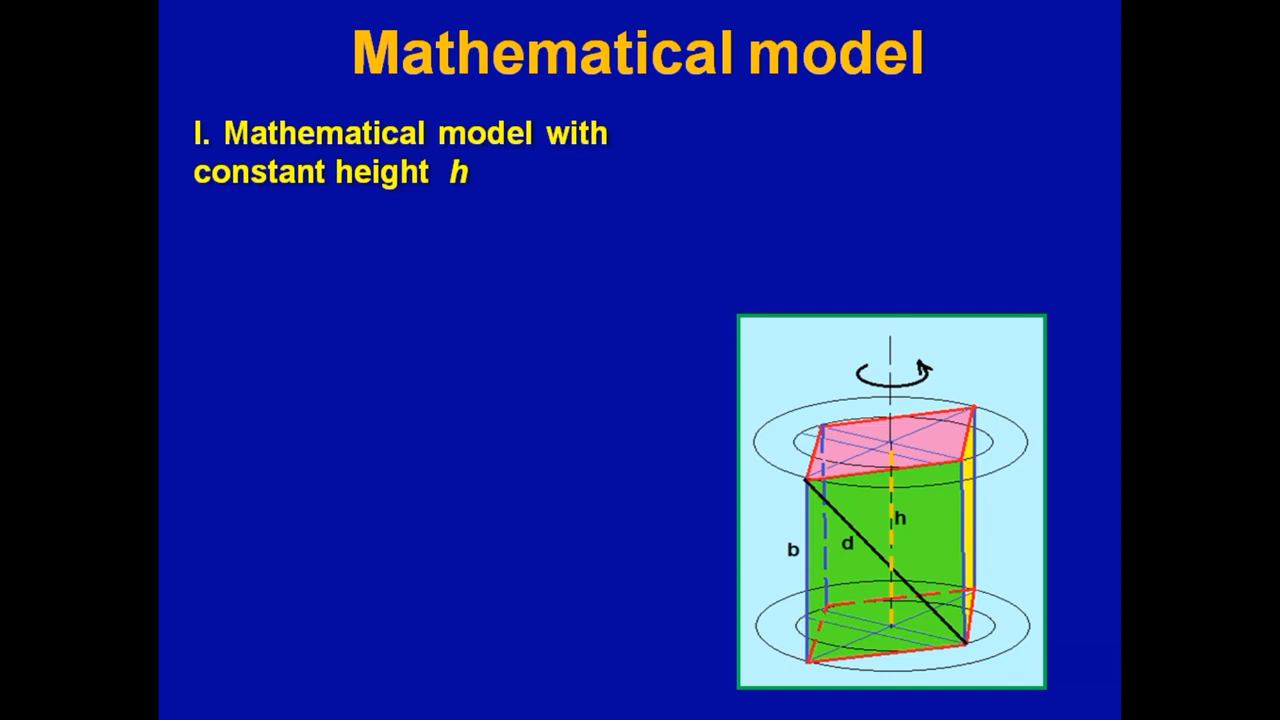 Mathematical model
I. Mathematical model with
constant height h
h
d
b